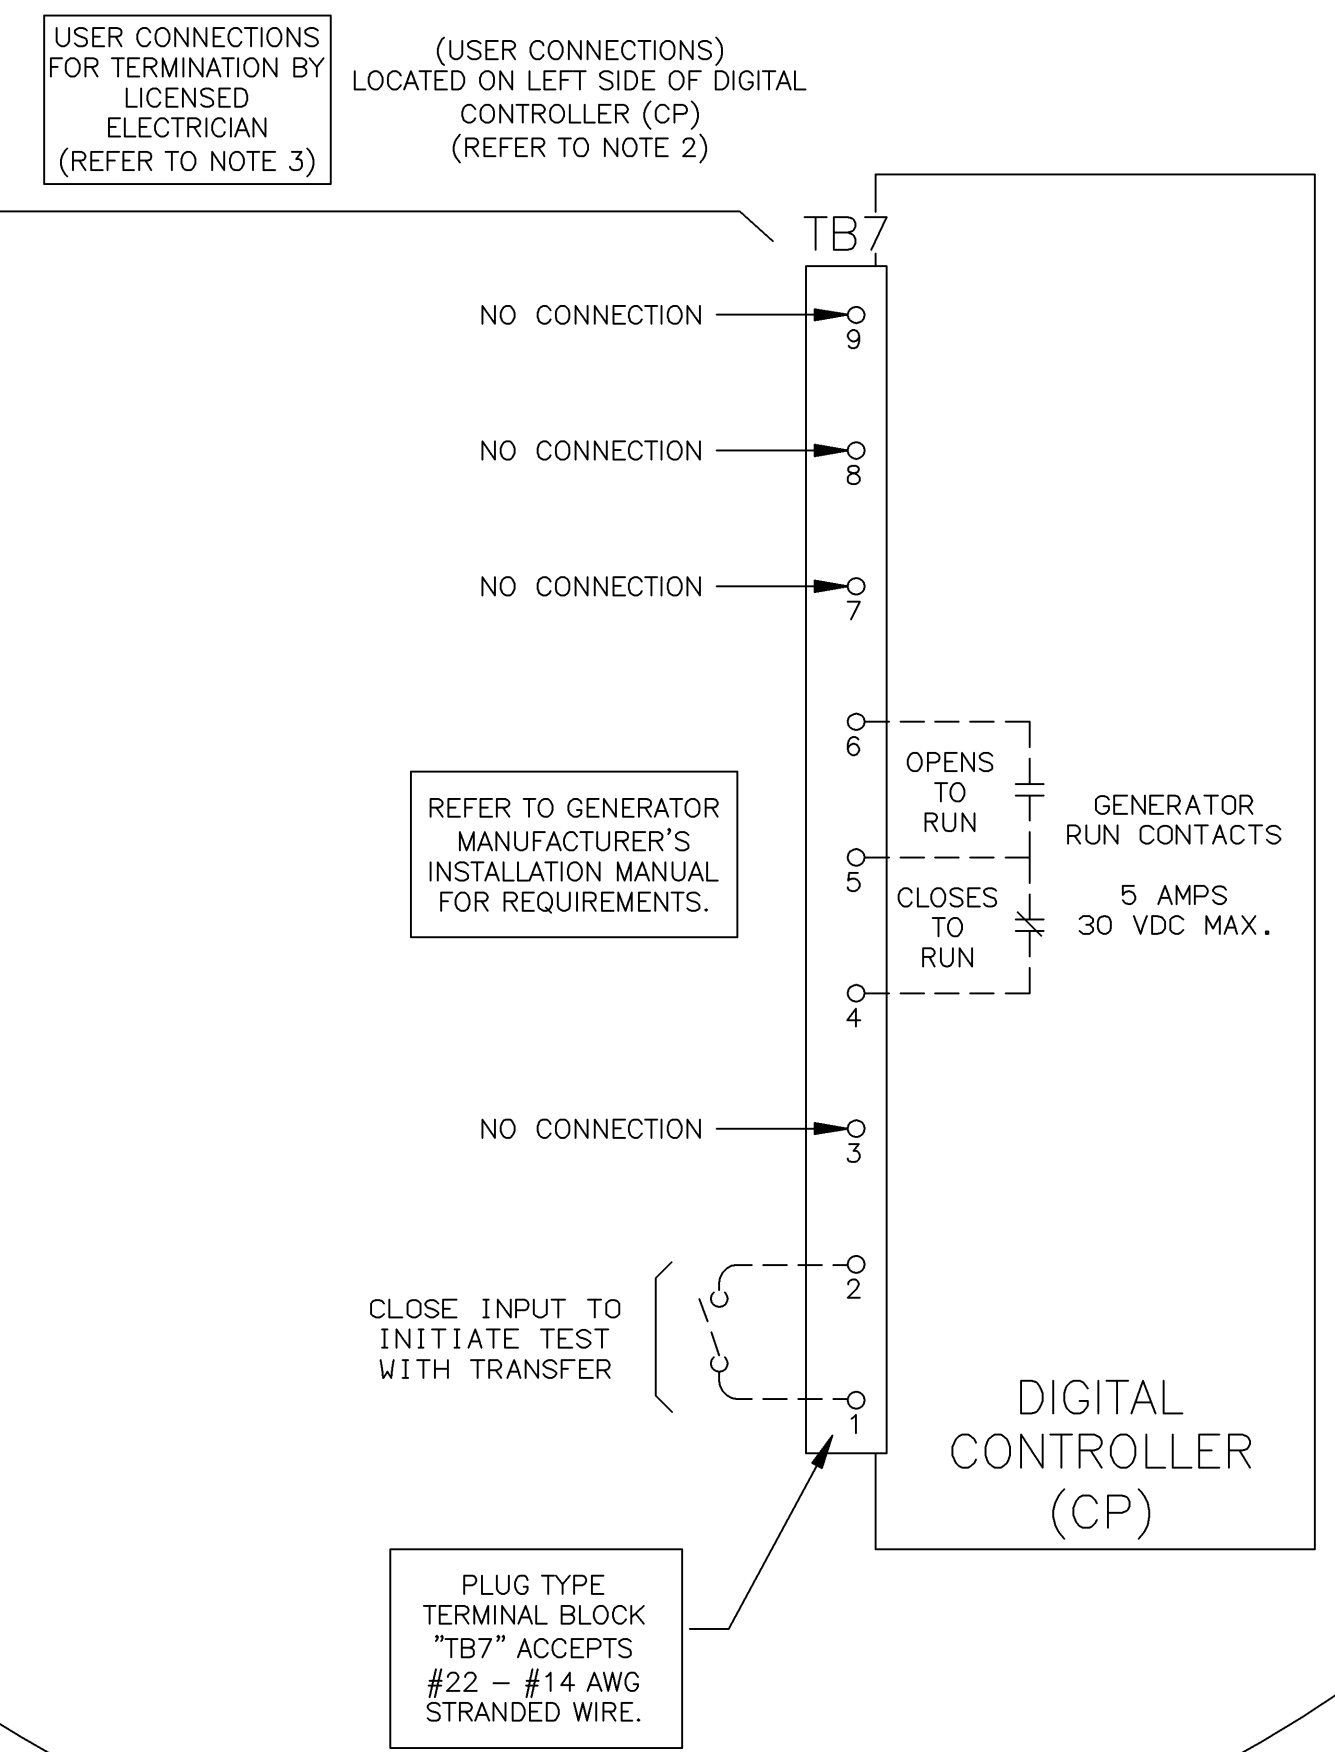 USER CONNECTIONS
FOR TERMINATION BY
LICENSED
ELECTRICIAN
(REFER TO NOTE 3)
(USER CONNECTIONS)
LOCATED ON LEFT SIDE OF DIGITAL
CONTROLLER (CP)
(REFER TO NOTE 2)
TB7
NO CONNECTION
9
NO CONNECTION
8
NO CONNECTION
7
6
OPENS
TO
RUN
GENERATOR
RUN CONTACTS
REFER TO GENERATOR
MANUFACTURER'S
INSTALLATION MANUAL
FOR REQUIREMENTS.
5
CLOSES
TO
RUN
5 AMPS
30 VDC MAX.
4
NO CONNECTION
3
2
CLOSE INPUT TO
INITIATE TEST
WITH TRANSFER
1
DIGITAL
CONTROLLER
(CP)
PLUG TYPE
TERMINAL BLOCK
"TB7" ACCEPTS
#22 – #14 AWG
STRANDED WIRE.